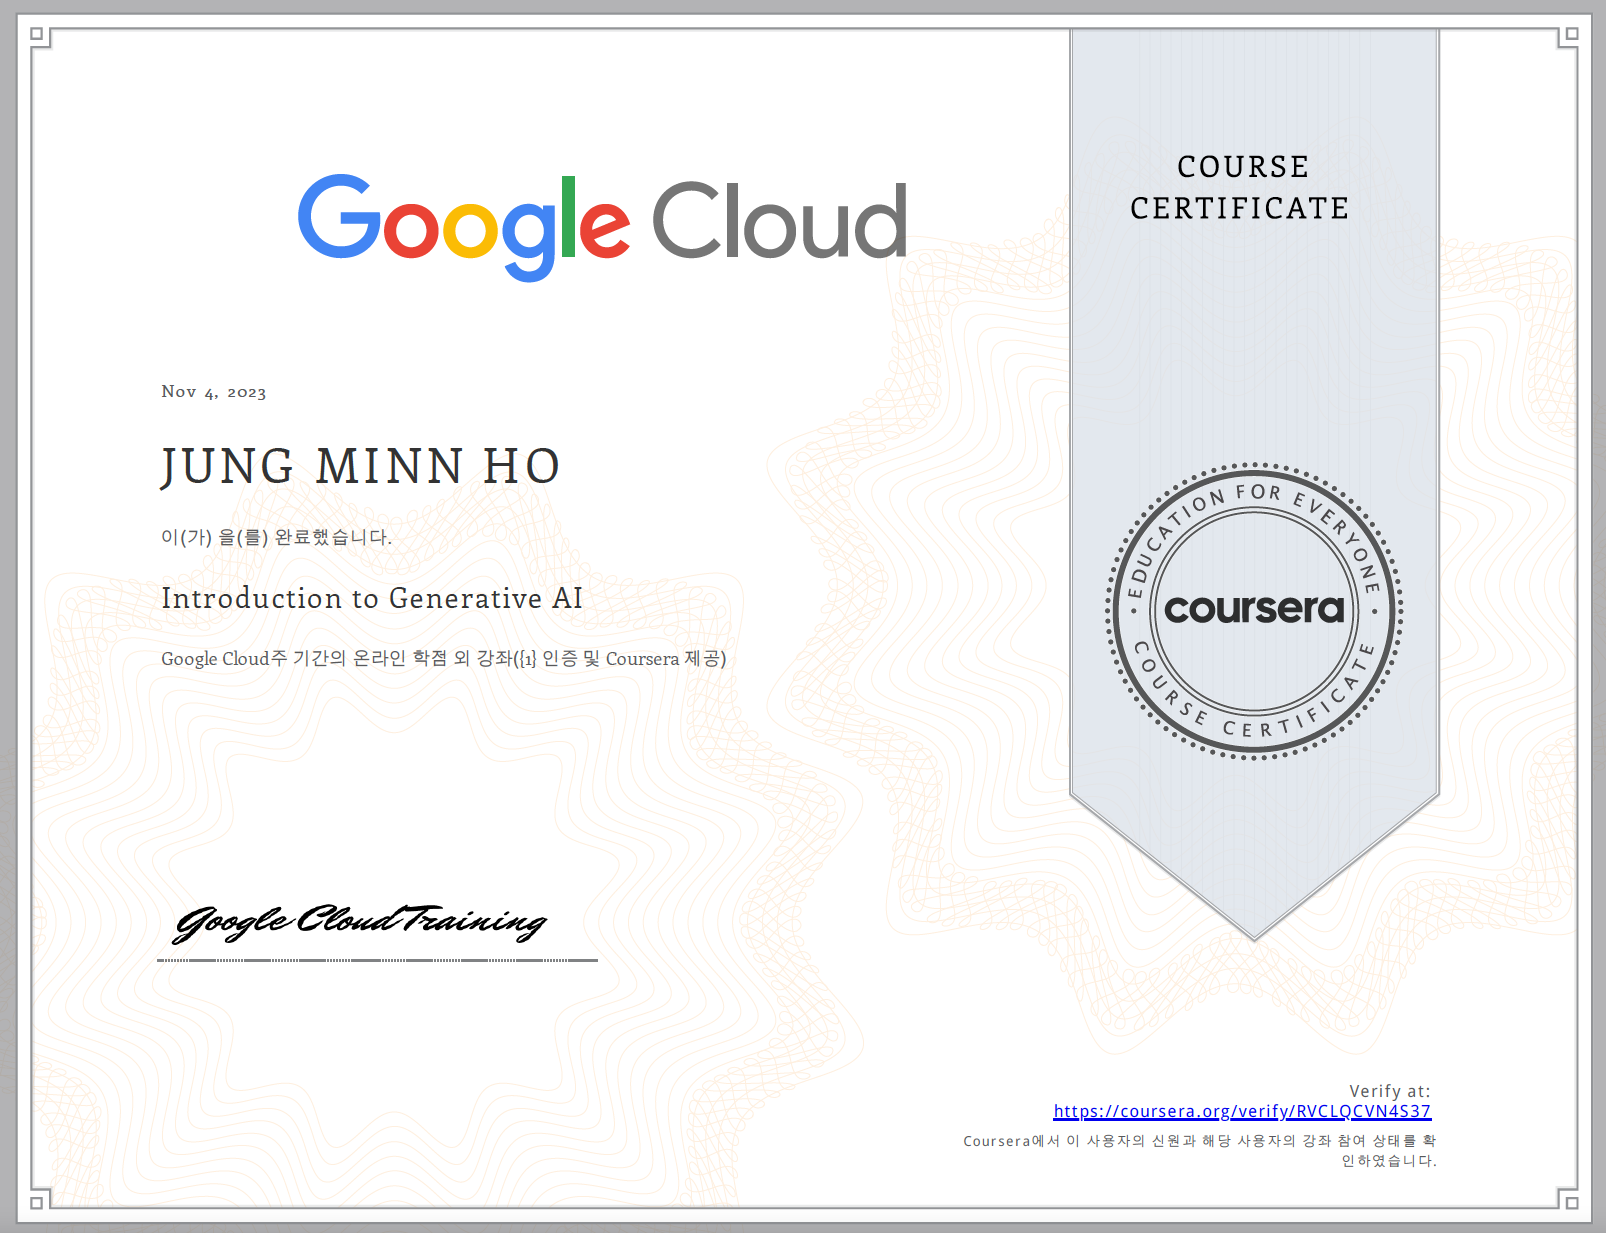 Google Cloud
COURSE
CERTIFICATE
Nov 4, 2023
JUNG MINN HO
이(가) 을(를) 완료했습니다.
Introduction to Generative AI
Google Cloud주 기간의 온라인 학점 외 강좌({1} 인증 및 Coursera 제공)
EDUCATION FOR EVERYONE
coursera
COURSE CERTIFICATE
Google Cloud Training
Verify at:
https://coursera.org/verify/RVCLQCVN4S37
Coursera에서 이 사용자의 신원과 해당 사용자의 강좌 참여 상태를 확
인하였습니다.